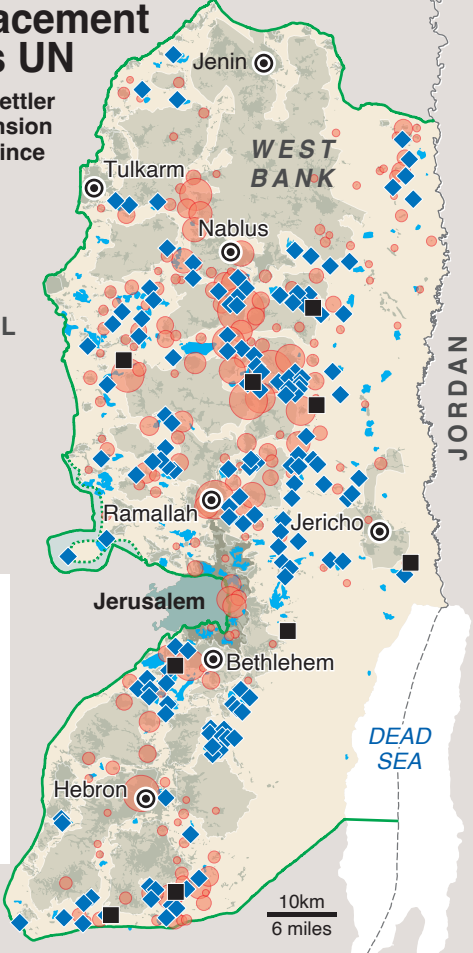 acement
s UN
ettler
nsion
ince
Jenin
WEST
BANK
Tulkarm
Nablus
L
JORDAN
Ramallah
Jericho
Jerusalem
Bethlehem
DEAD
SEA
Hebron
10km
6 miles